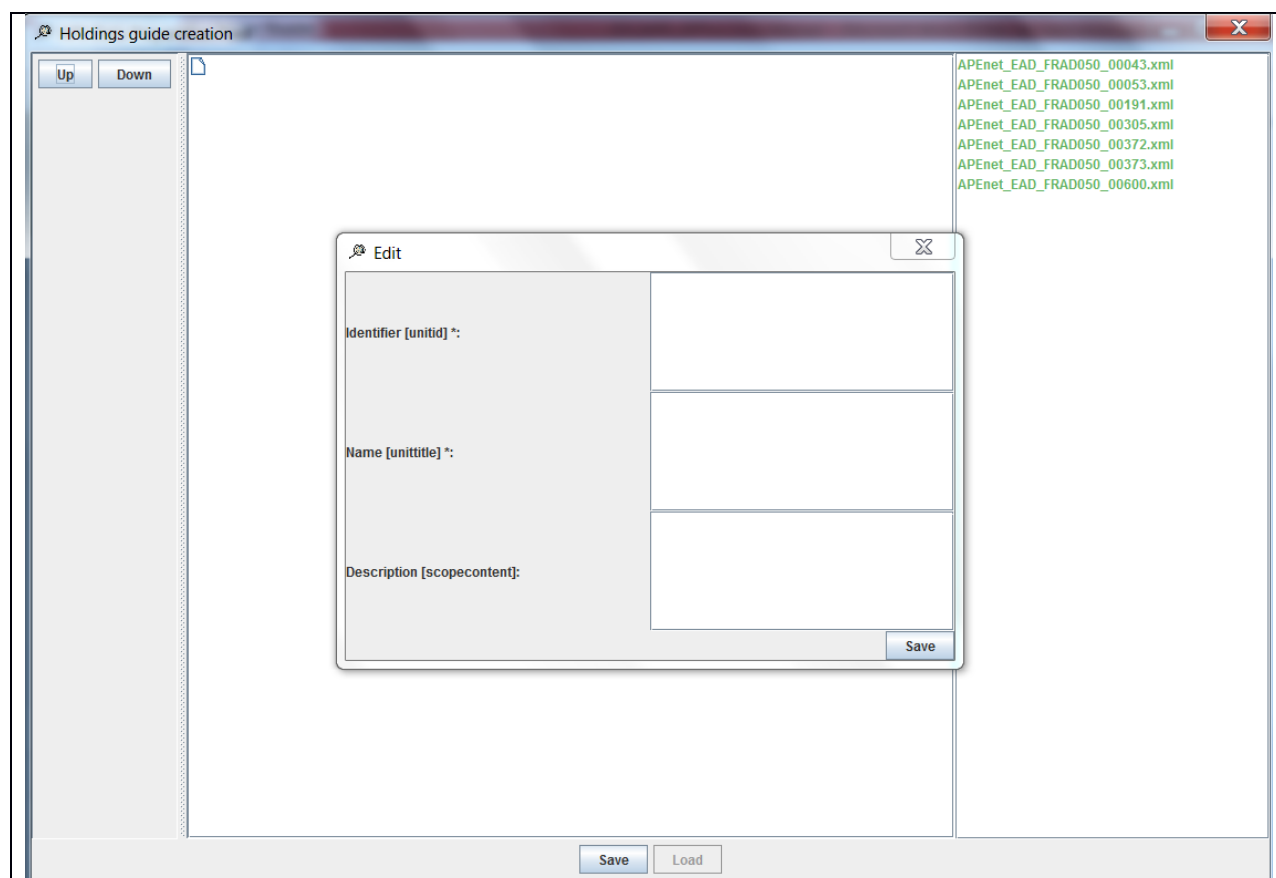 Holdings guide creation
X
Up
Down
APEnet_EAD_FRAD050_00043.xml
APEnet_EAD_FRAD050_00053.xml
APEnet_EAD_FRAD050_00191.xml
APEnet_EAD_FRAD050_00305.xml
APEnet_EAD_FRAD050_00372.xml
APEnet_EAD_FRAD050_00373.xml
APEnet_EAD_FRAD050_00600.xml
Edit
X
Identifier [unitid] *:
Name [unittitle] *:
Description [scopecontent]:
Save
Save
Load